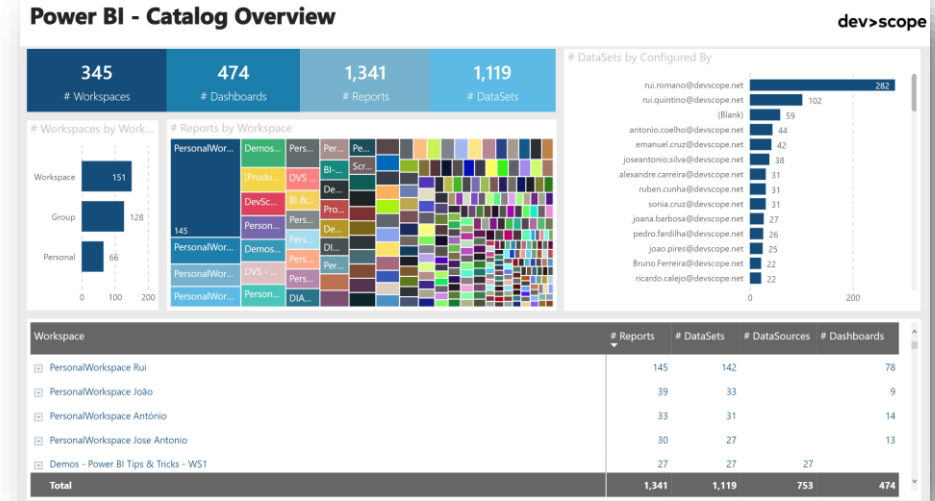 Power BI - Catalog Overview
dev>scope
345
# Workspaces
474
# Dashboards
1,341
# Reports
1,119
# DataSets
# Workspaces by Work...
Workspace
151
Group
128
Personal
66
0 100 200
# Reports by Workspace
PersonalWor...
145
PersonalWor...
PersonalWor...
PersonalWor...
Demos...
[Produ...
DevSc...
Person...
Demos...
DVS - ...
Person...
Pers...
DVS ...
BI &...
Pers...
Pers...
Pers...
Pers...
DIA...
Per...
BI-...
De...
Pro...
De...
DI...
Per...
Pe...
Scr...
# DataSets by Configured By
rui.romano@devscope.net 282
rui.quintino@devscope.net 102
(Blank) 59
antonio.coelho@devscope.net 44
emanuel.cruz@devscope.net 42
joseantonio.silva@devscope.net 38
alexandre.carreira@devscope.net 31
ruben.cunha@devscope.net 31
sonia.cruz@devscope.net 31
joana.barbosa@devscope.net 27
pedro.fardilha@devscope.net 26
joao.pires@devscope.net 25
Bruno.Ferreira@devscope.net 22
ricardo.calejo@devscope.net 22
0 200
Workspace # Reports # DataSets # DataSources # Dashboards
PersonalWorkspace Rui 145 142 78
PersonalWorkspace João 39 33 9
PersonalWorkspace António 33 31 14
PersonalWorkspace Jose Antonio 30 27 13
Demos - Power BI Tips & Tricks - WS1 27 27 27
Total 1,341 1,119 753 474